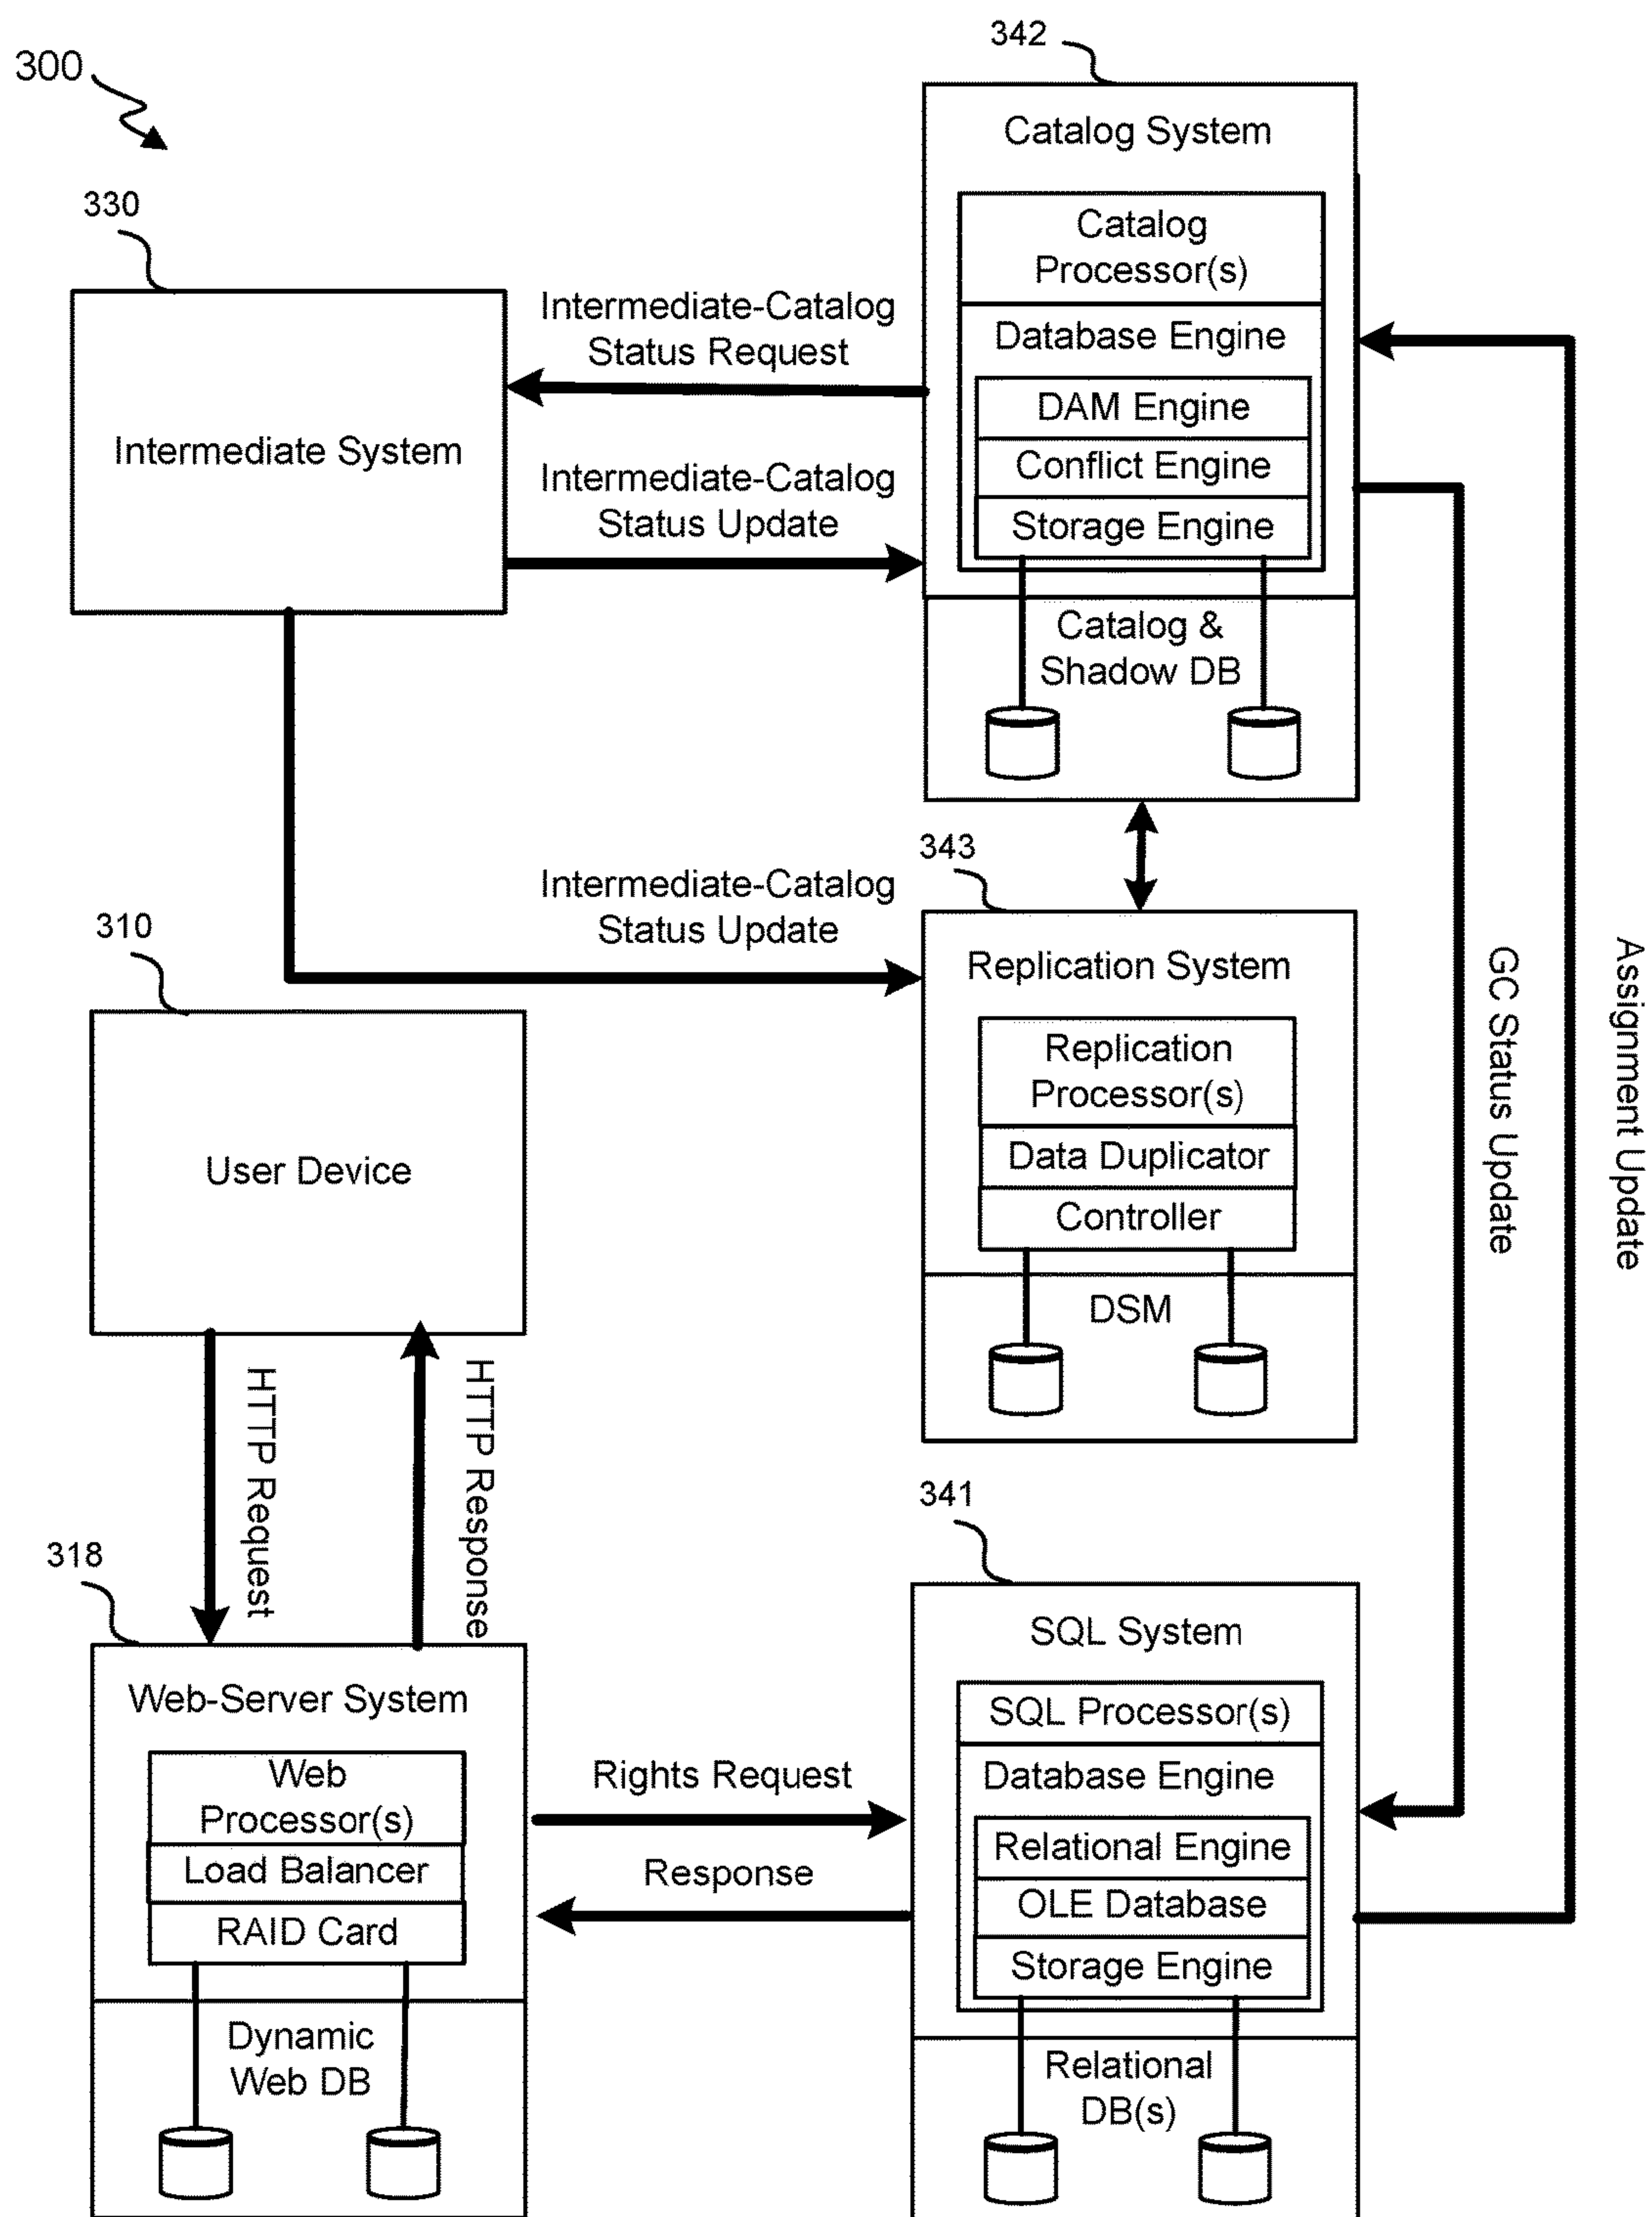 300
342
Catalog System
Catalog
Processor(s)
Database Engine
DAM Engine
Conflict Engine
Storage Engine
Catalog &
Shadow DB
330
Intermediate System
Intermediate-Catalog
Status Request
Intermediate-Catalog
Status Update
Intermediate-Catalog
Status Update
343
Replication System
Replication
Processor(s)
Data Duplicator
Controller
DSM
GC Status Update
Assignment Update
310
User Device
HTTP Request
HTTP Response
318
Web-Server System
Web
Processor(s)
Load Balancer
RAID Card
Dynamic
Web DB
Rights Request
Response
341
SQL System
SQL Processor(s)
Database Engine
Relational Engine
OLE Database
Storage Engine
Relational
DB(s)